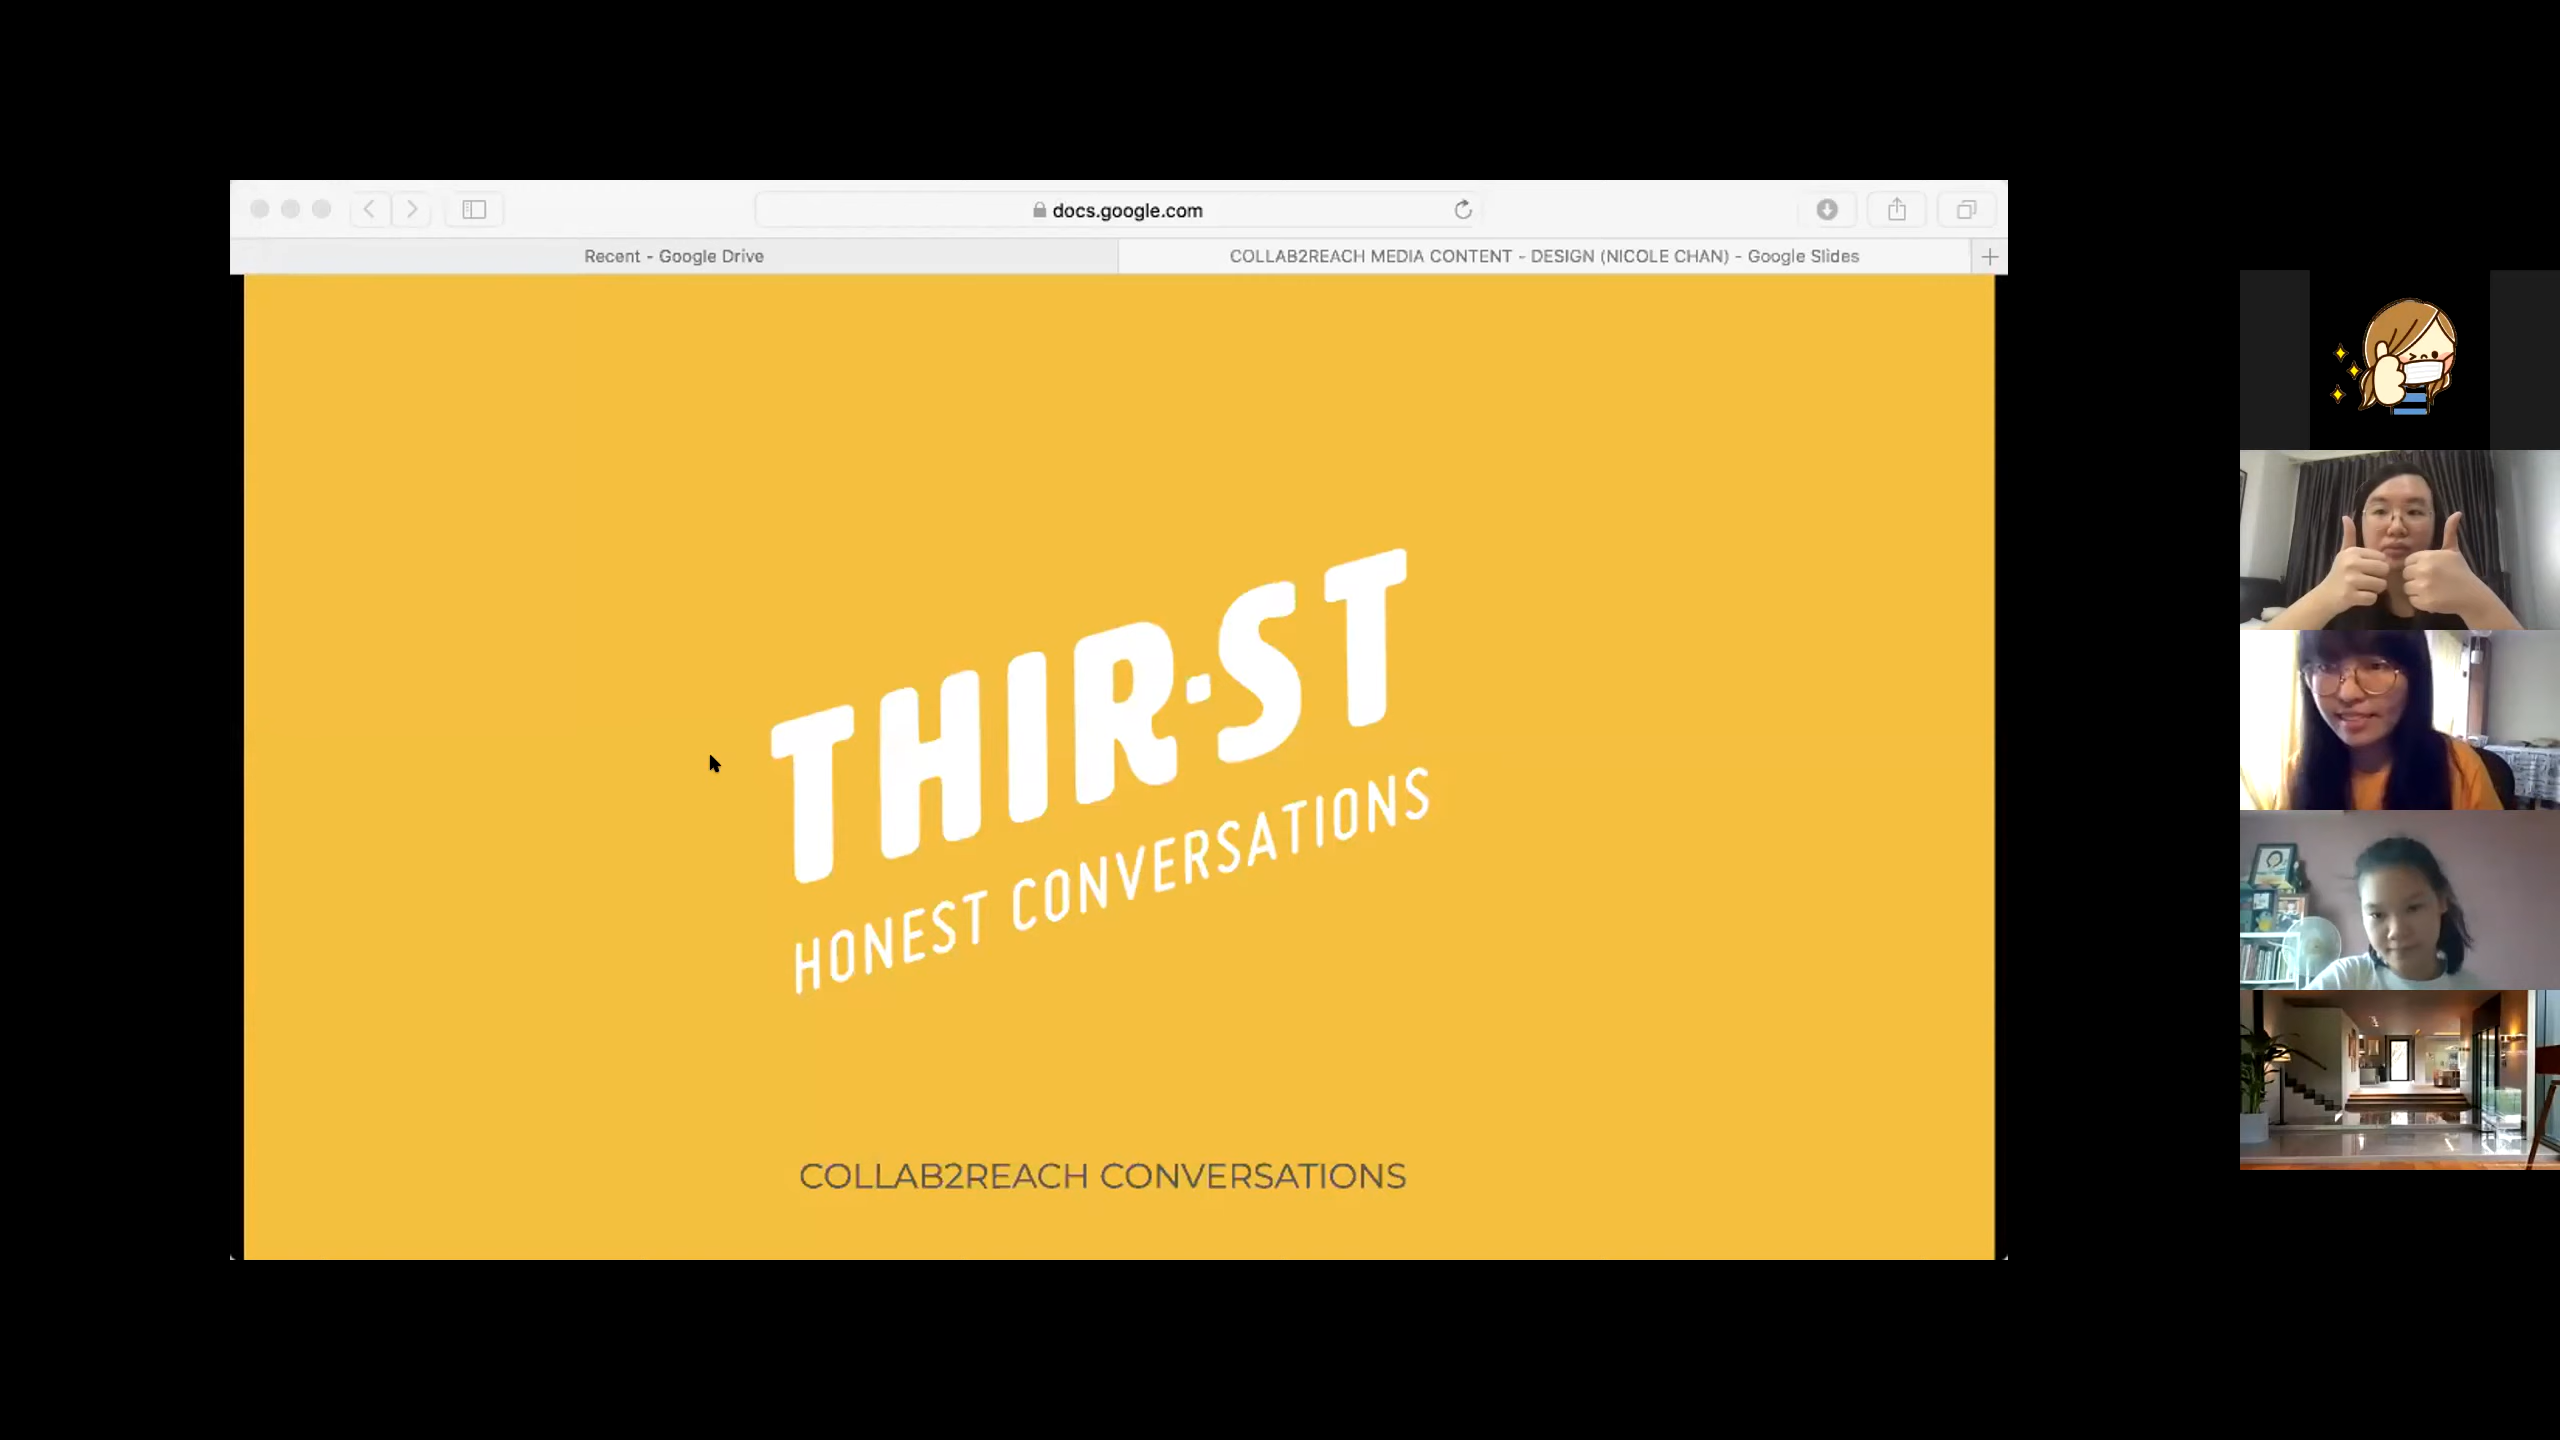 docs.google.com
Recent - Google Drive
COLLAB2REACH MEDIA CONTENT - DESIGN (NICOLE CHAN) - Google Slides
THIR·ST
HONEST CONVERSATIONS
COLLAB2REACH CONVERSATIONS